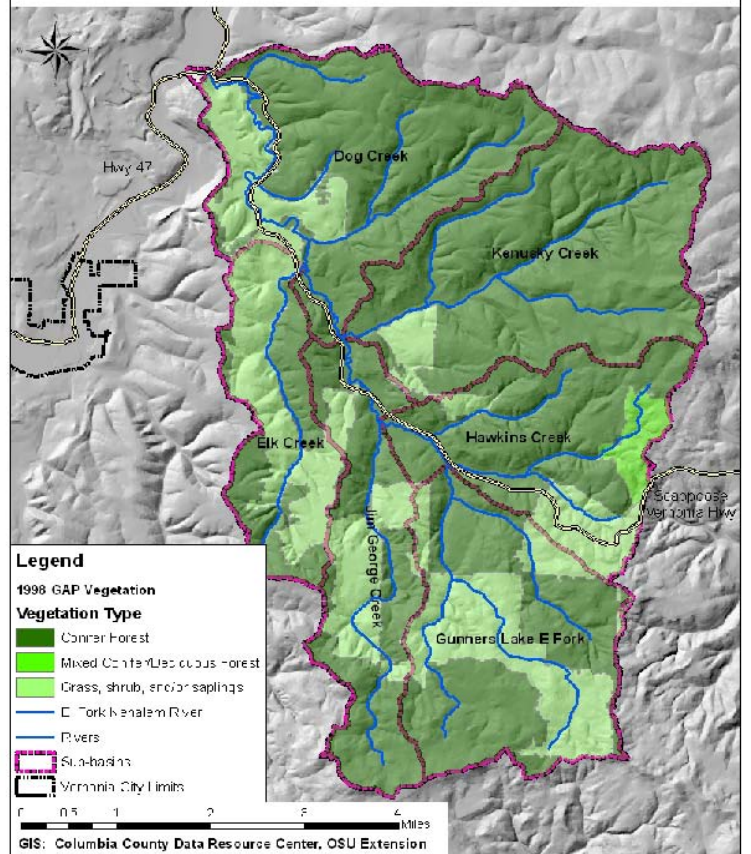 Hwy 47
Dog Creek
Kenusky Creek
Elk Creek
Hawkins Creek
Scappoose
Vernonia Hwy
Jim George Creek
Gunners Lake E Fork
Legend
1998 GAP Vegetation
Vegetation Type
Conifer Forest
Mixed Conifer/Deciduous Forest
Grass, shrub, and/or saplings
E Fork Nehalem River
Rivers
Sub-basins
Vernonia City Limits
0 0.5 1 2 3 4
Miles
GIS: Columbia County Data Resource Center, OSU Extension